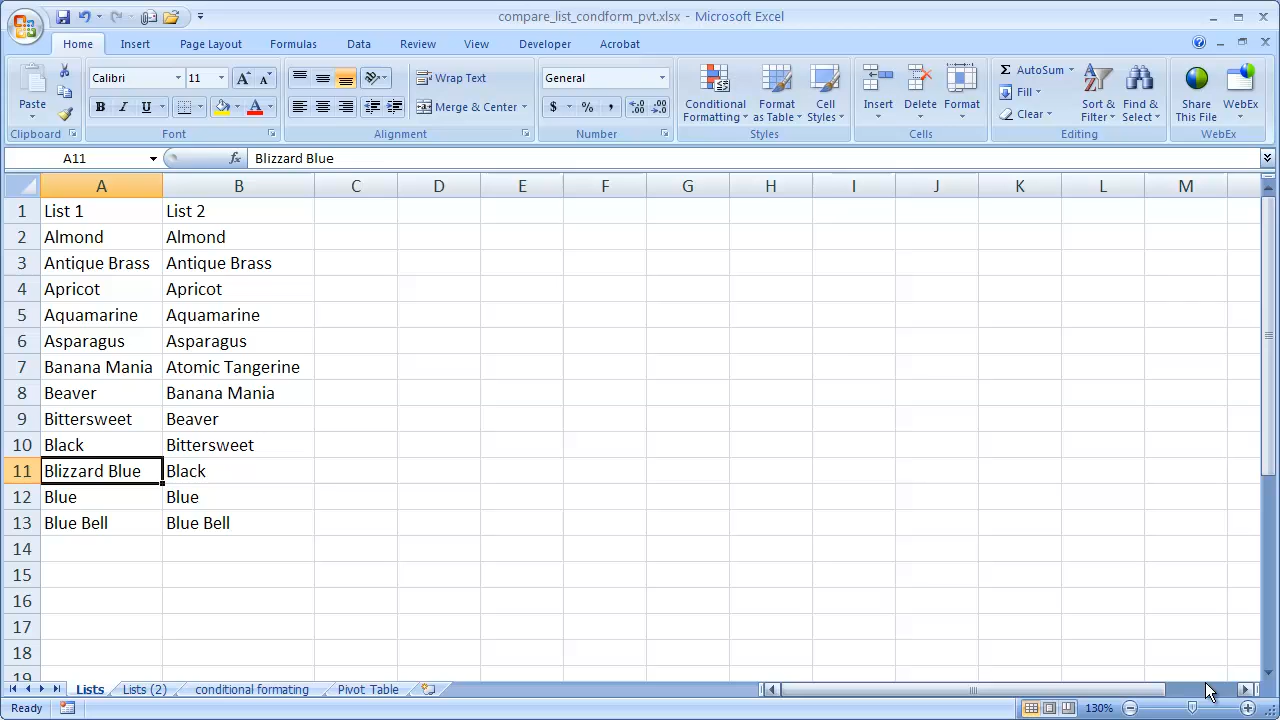 compare_list_condform_pvt.xlsx - Microsoft Excel
Home Insert Page Layout Formulas Data Review View Developer Acrobat
Paste
Clipboard
Calibri 11
B I U
Font
Wrap Text
Merge & Center
Alignment
General
$ % ,
Number
Conditional Formatting
Format as Table
Cell Styles
Styles
Insert Delete Format
Cells
Σ AutoSum
Fill
Clear
Sort & Filter
Find & Select
Editing
Share This File
WebEx
WebEx
A11 fx Blizzard Blue
A B C D E F G H I J K L M
1 List 1 List 2
2 Almond Almond
3 Antique Brass Antique Brass
4 Apricot Apricot
5 Aquamarine Aquamarine
6 Asparagus Asparagus
7 Banana Mania Atomic Tangerine
8 Beaver Banana Mania
9 Bittersweet Beaver
10 Black Bittersweet
11 Blizzard Blue Black
12 Blue Blue
13 Blue Bell Blue Bell
14
15
16
17
18
19
Lists Lists (2) conditional formating Pivot Table
Ready 130%